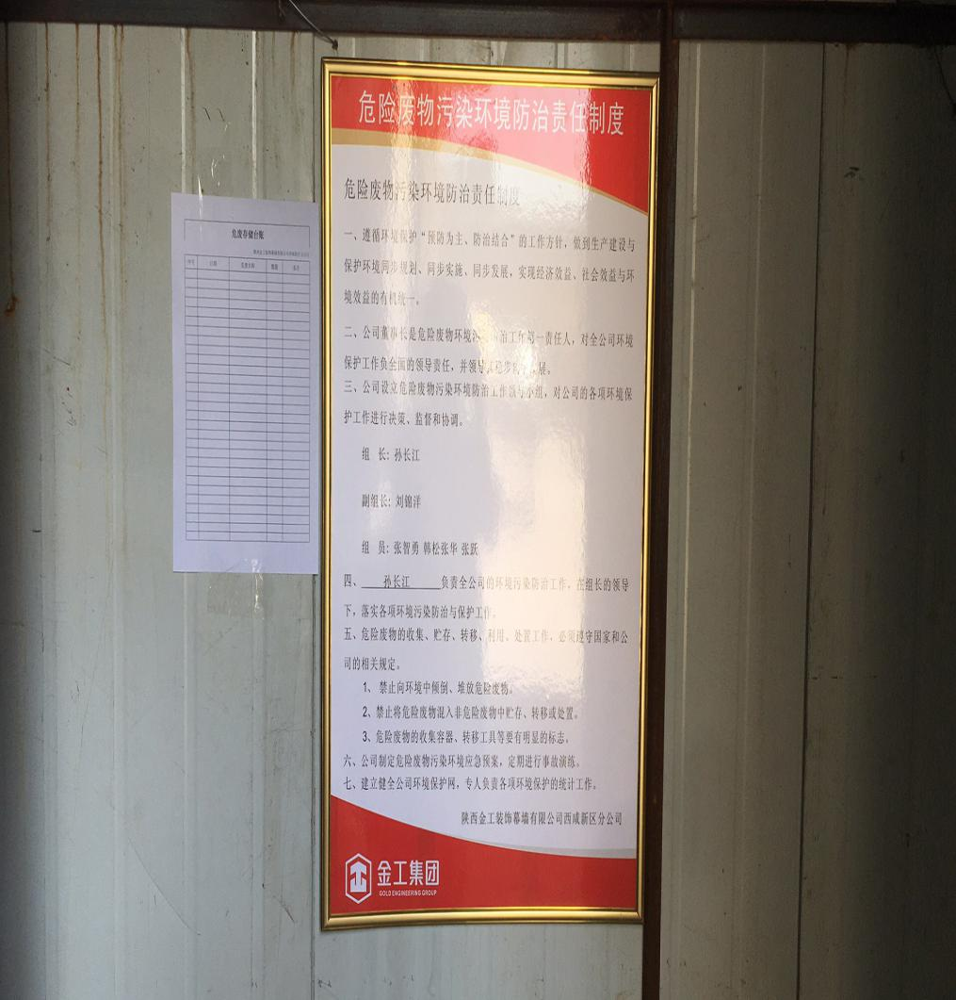 危险废物污染环境防治责任制度
危险废物污染环境防治责任制度
一、遵循环境保护“预防为主、防治结合”的工作方针，做到生产建设与
保护环境同步规划、同步实施、同步发展，实现经济效益、社会效益与环
境效益的有机统一。
二、公司董事长是危险废物环境污 治工作第一责任人，对全公司环境
保护工作负全面的领导责任，并领导其稳步向 展。
三、公司设立危险废物污染环境防治工作领导小组，对公司的各项环境保
护工作进行决策、监督和协调。
组 长: 孙长江
副组长: 刘锦洋
组 员: 张智勇 韩松张华 张跃
四、 孙长江 负责全公司的环境污染防治工作，在组长的领导
下，落实各项环境污染防治与保护工作。
五、危险废物的收集、贮存、转移、利用、处置工作，必须遵守国家和公
司的相关规定。
1、 禁止向环境中倾倒、堆放危险废物。
2、禁止将危险废物混入非危险废物中贮存、转移或处置。
3、危险废物的收集容器、转移工具等要有明显的标志。
六、公司制定危险废物污染环境应急预案，定期进行事故演练。
七、建立健全公司环境保护网，专人负责各项环境保护的统计工作。
陕西金工装饰幕墙有限公司西咸新区分公司
金工集团
GOLD ENGINEERING GROUP
危废存储台账
序号 日期 危废名称 数量 备注